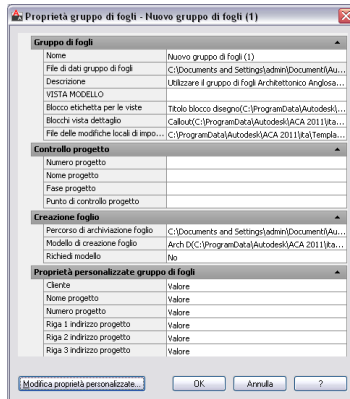 Proprietà gruppo di fogli - Nuovo gruppo di fogli (1)
Gruppo di fogli
Nome Nuovo gruppo di fogli (1)
File di dati gruppo di fogli C:\Documents and Settings\admin\Documenti\Au...
Descrizione Utilizzare il gruppo di fogli Architettonico Anglosa...
VISTA MODELLO
Blocco etichetta per le viste Titolo blocco disegno(C:\ProgramData\Autodesk\...
Blocchi vista dettaglio Callout(C:\ProgramData\Autodesk\ACA 2011\ita...
File delle modifiche locali di impo... C:\ProgramData\Autodesk\ACA 2011\ita\Templa...
Controllo progetto
Numero progetto
Nome progetto
Fase progetto
Punto di controllo progetto
Creazione foglio
Percorso di archiviazione foglio C:\Documents and Settings\admin\Documenti\Au...
Modello di creazione foglio Arch D(C:\ProgramData\Autodesk\ACA 2011\ita...
Richiedi modello No
Proprietà personalizzate gruppo di fogli
Cliente Valore
Nome progetto Valore
Numero progetto Valore
Riga 1 indirizzo progetto Valore
Riga 2 indirizzo progetto Valore
Riga 3 indirizzo progetto Valore
Modifica proprietà personalizzate... OK Annulla ?